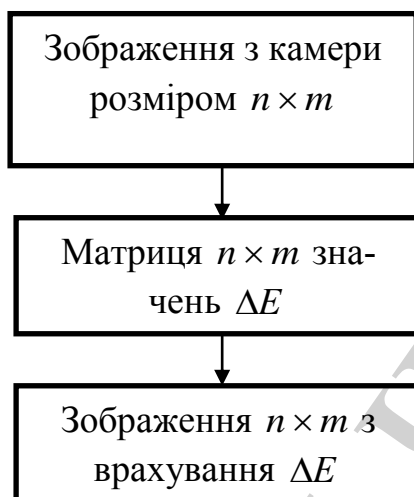 Зображення з камери
розміром n × m
Матриця n × m зна-
чень ΔE
Зображення n × m з
врахування ΔE